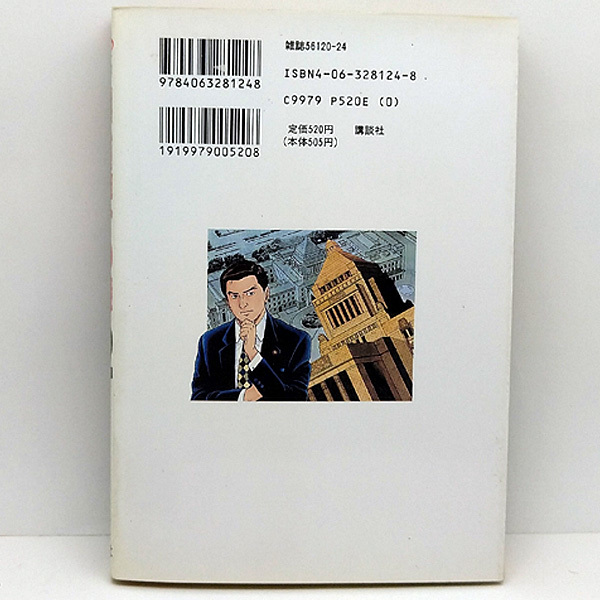 雑誌56120-24
9784063281248
ISBN4-06-328124-8
C9979 P520E (0)
1919979005208
定価520円 講談社
(本体505円)